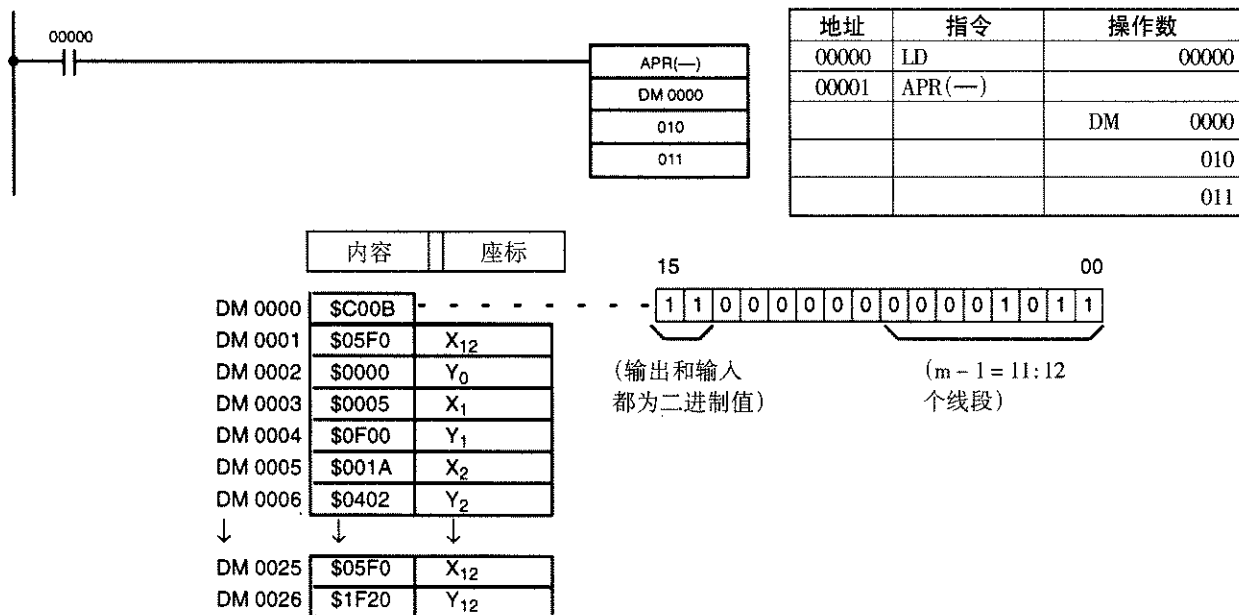 00000
APR(—)
DM 0000
010
011
地址 指令 操作数
00000 LD 00000
00001 APR(—)
DM 0000
010
011
内容 座标
15 00
DM 0000 $C00B 1 1 0 0 0 0 0 0 0 0 0 0 1 0 1 1
DM 0001 $05F0 X12
DM 0002 $0000 Y0
DM 0003 $0005 X1
DM 0004 $0F00 Y1
DM 0005 $001A X2
DM 0006 $0402 Y2
↓ ↓ ↓
DM 0025 $05F0 X12
DM 0026 $1F20 Y12
(输出和输入
都为二进制值)
(m-1=11:12
个线段)